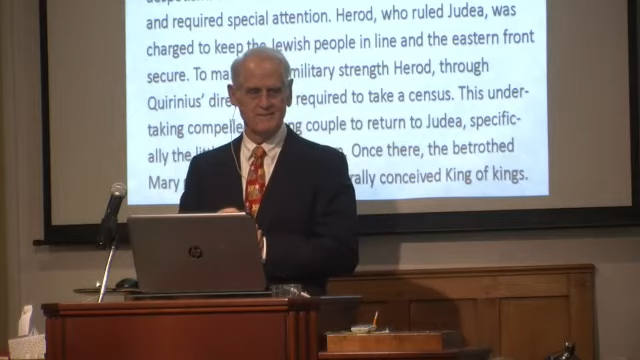 and required special attention. Herod, who ruled Judea, was
charged to keep the Jewish people in line and the eastern front
secure. To military strength Herod, through
Quirinius' required to take a census. This under-
taking couple to return to Judea, specific-
ally the Once there, the betrothed
Mary conceived King of kings.
hp